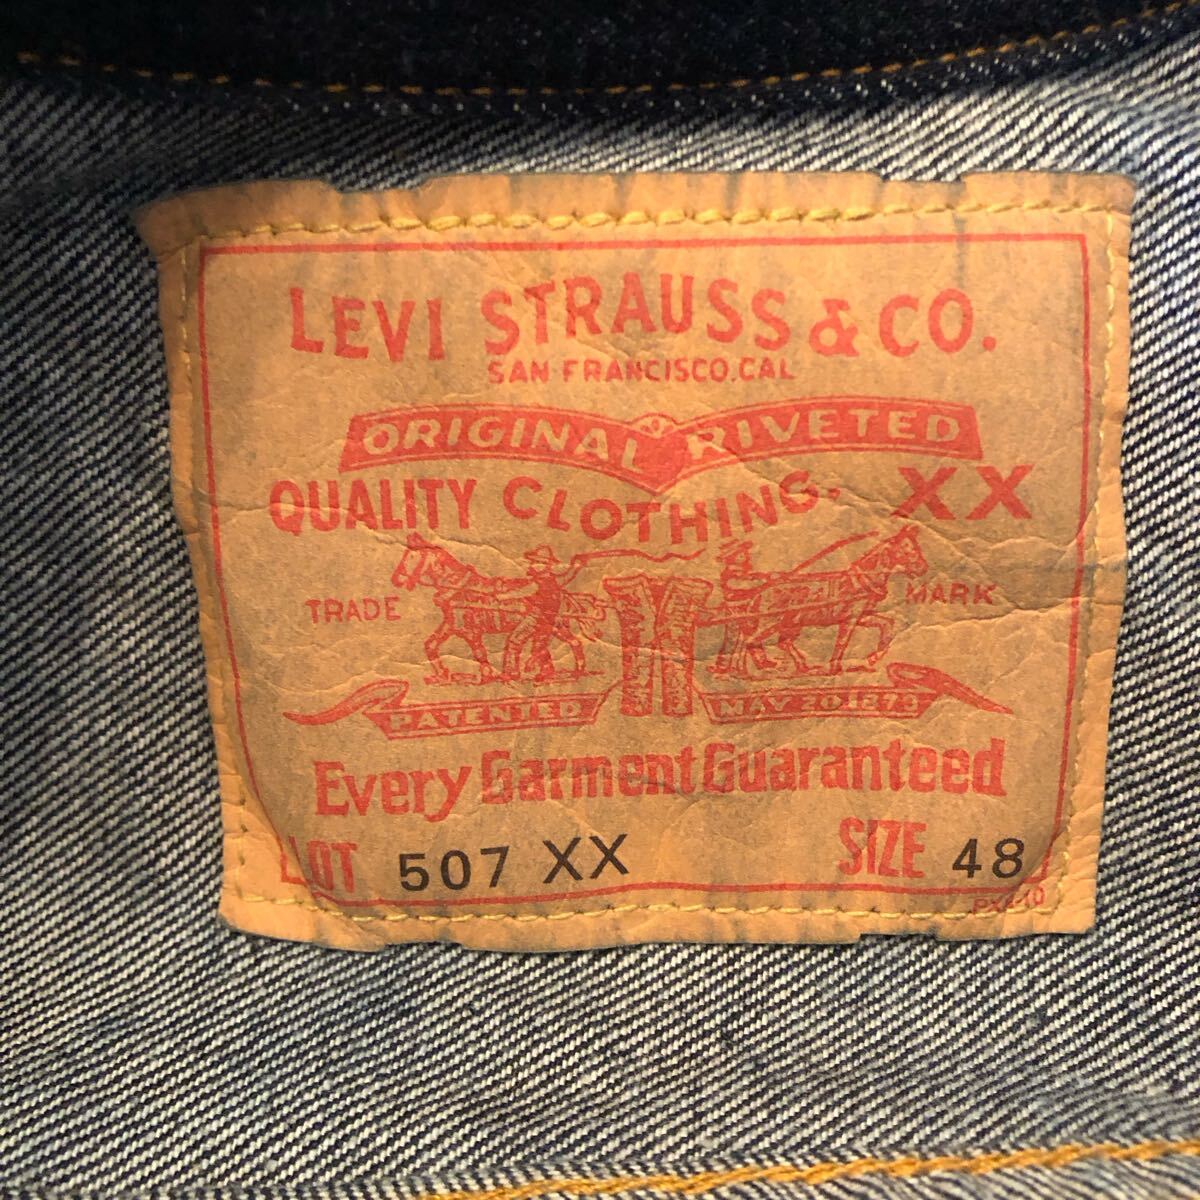 LEVI STRAUSS & CO.
SAN FRANCISCO, CAL
ORIGINAL RIVETED
QUALITY CLOTHING. XX
TRADE MARK
PATENTED MAY 20 1873
Every Garment Guaranteed
LOT 507 XX SIZE 48